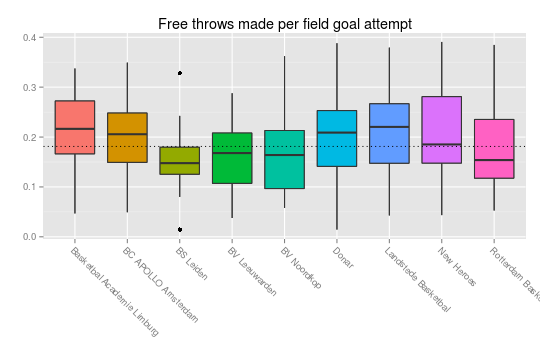 Free throws made per field goal attempt
0.4
0.3
0.2
0.1
0.0
Basketbal Academie Limburg
BC APOLLO Amsterdam
BS Leiden
BV Leeuwarden
BV Noordkop
Donar
Landstede Basketbal
New Heroes
Rotterdam Bask